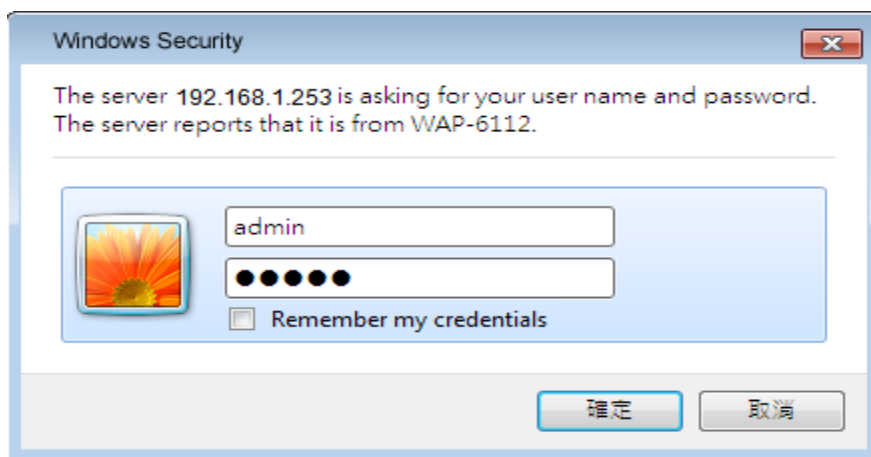 Windows Security
The server 192.168.1.253 is asking for your user name and password.
The server reports that it is from WAP-6112.
admin
●●●●●
Remember my credentials
確定
取消